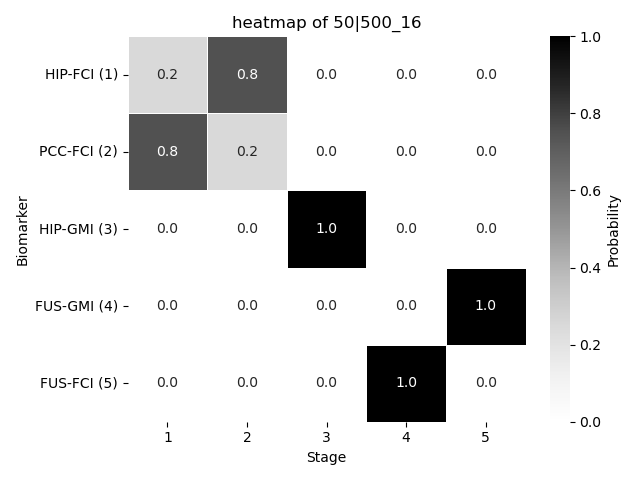 heatmap of 50|500_16
HIP-FCI (1) 0.2 0.8 0.0 0.0 0.0
PCC-FCI (2) 0.8 0.2 0.0 0.0 0.0
HIP-GMI (3) 0.0 0.0 1.0 0.0 0.0
FUS-GMI (4) 0.0 0.0 0.0 0.0 1.0
FUS-FCI (5) 0.0 0.0 0.0 1.0 0.0
1 2 3 4 5
Stage
Biomarker
1.0
0.8
0.6
0.4
0.2
0.0
Probability